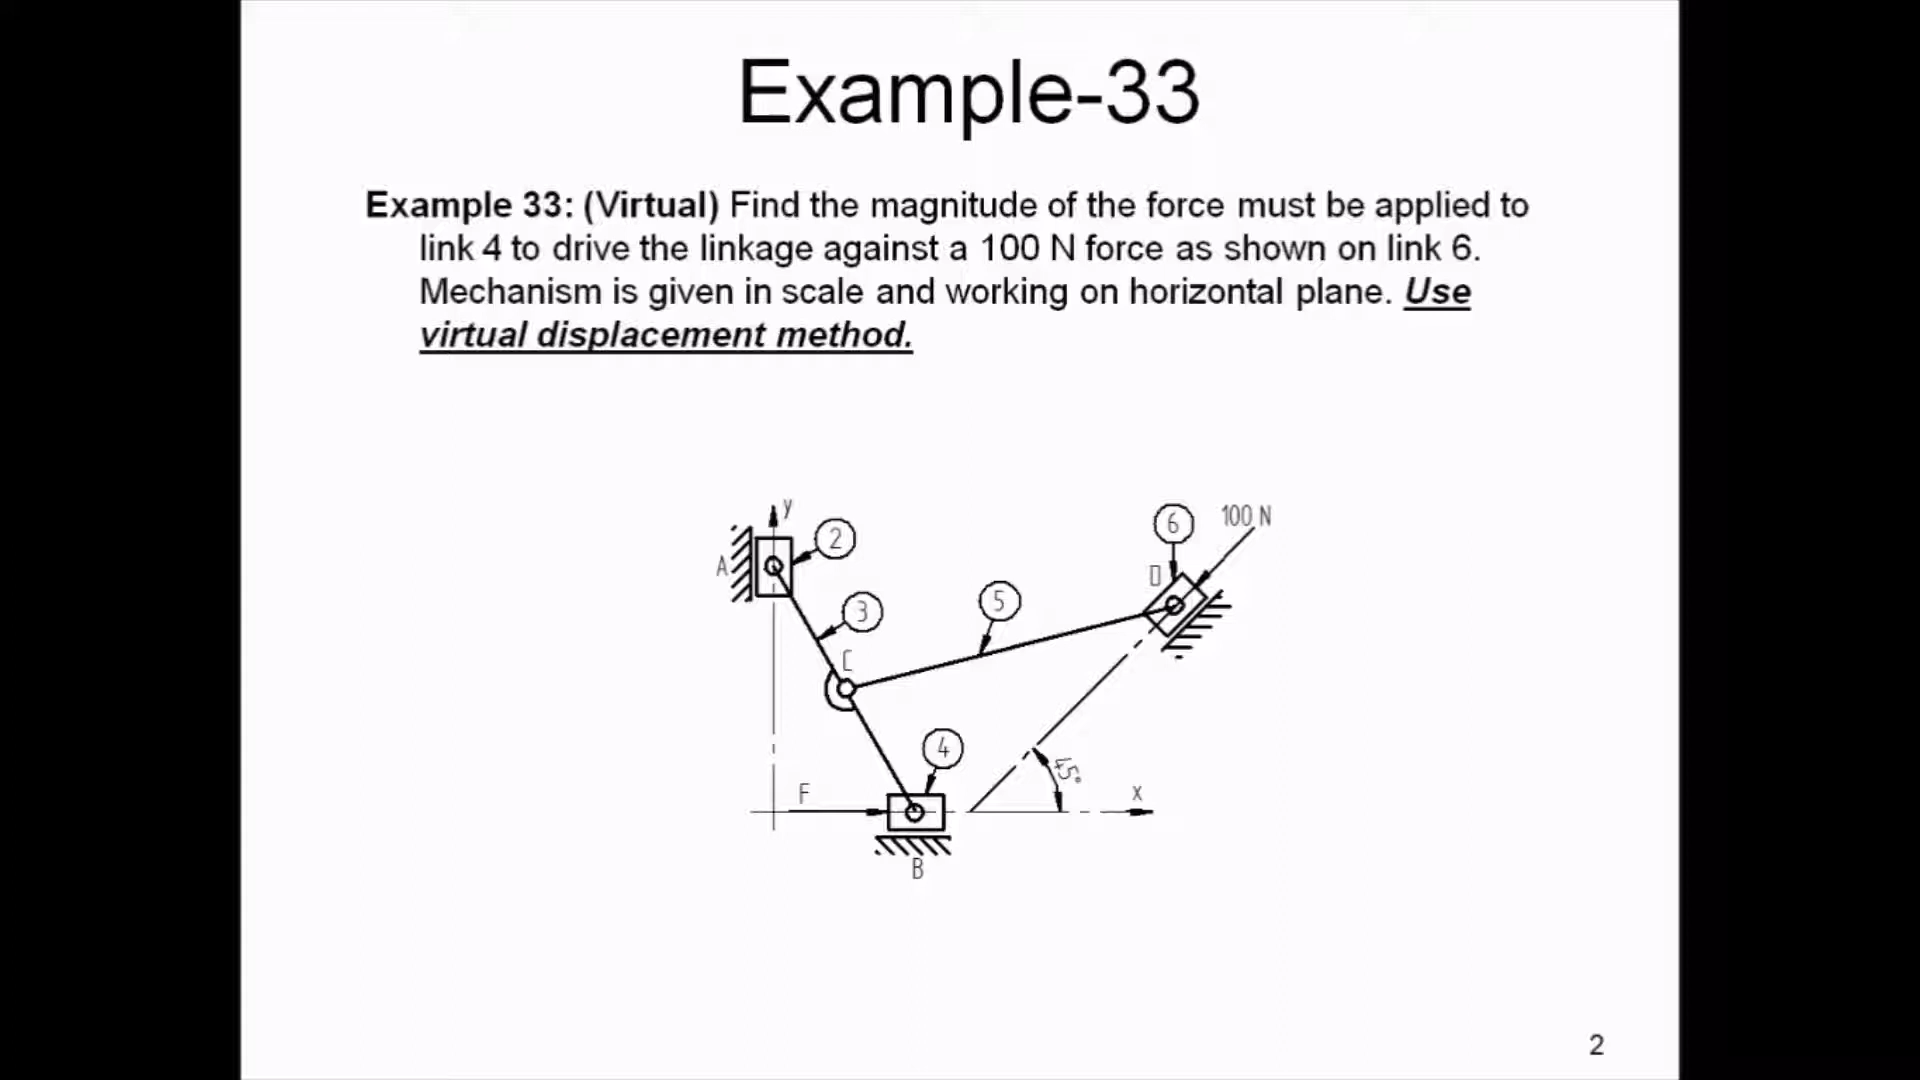 Example-33
Example 33: (Virtual) Find the magnitude of the force must be applied to
link 4 to drive the linkage against a 100 N force as shown on link 6.
Mechanism is given in scale and working on horizontal plane. Use
virtual displacement method.
y
2
6
100 N
A
D
5
3
C
4
45°
F
x
B
2